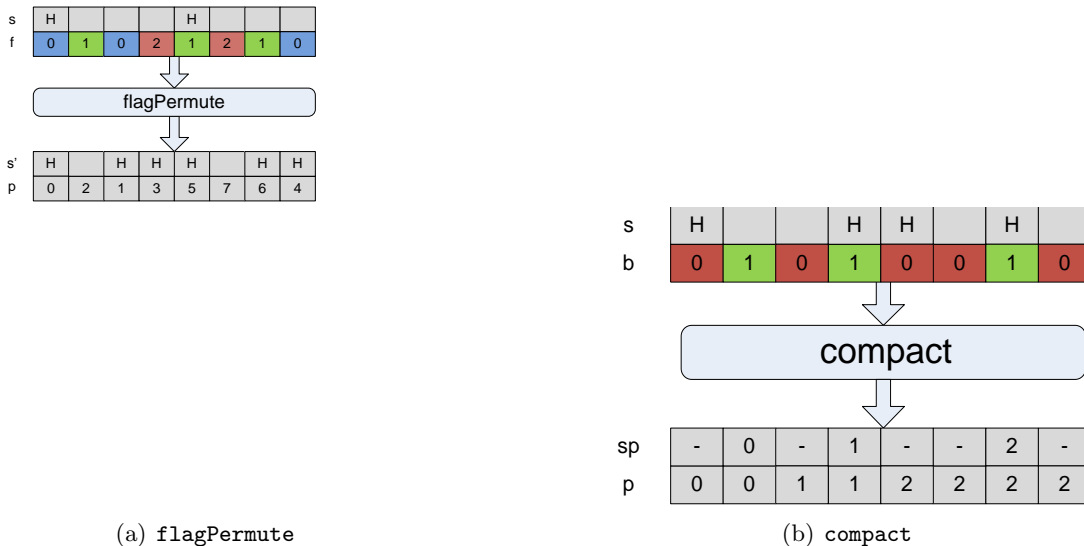 s H H
f 0 1 0 2 1 2 1 0
flagPermute
s' H H H H H H
p 0 2 1 3 5 7 6 4
s H H H H
b 0 1 0 1 0 0 1 0
compact
sp - 0 - 1 - - 2 -
p 0 0 1 1 2 2 2 2
(a) flagPermute
(b) compact